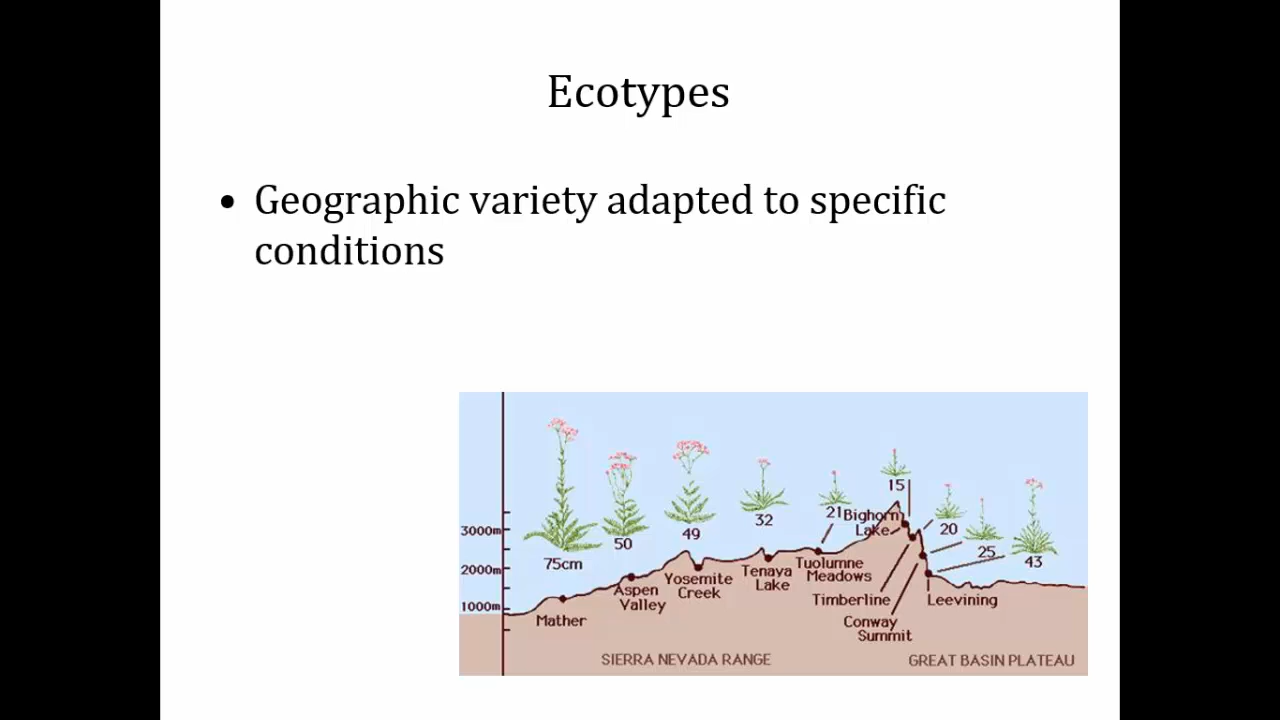 Ecotypes
• Geographic variety adapted to specific
conditions
3000m
2000m
1000m
75cm
50
49
32
21
15
20
25
43
Mather
Aspen
Valley
Yosemite
Creek
Tenaya
Lake
Tuolumne
Meadows
Bighorn
Lake
Timberline
Conway
Summit
Leevining
SIERRA NEVADA RANGE
GREAT BASIN PLATEAU